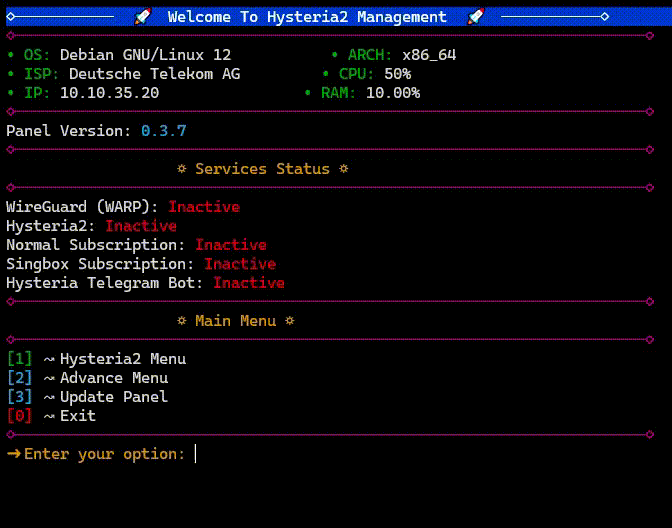 🚀 Welcome To Hysteria2 Management 🚀
• OS: Debian GNU/Linux 12 • ARCH: x86_64
• ISP: Deutsche Telekom AG • CPU: 50%
• IP: 10.10.35.20 • RAM: 10.00%
Panel Version: 0.3.7
☼ Services Status ☼
WireGuard (WARP): Inactive
Hysteria2: Inactive
Normal Subscription: Inactive
Singbox Subscription: Inactive
Hysteria Telegram Bot: Inactive
☼ Main Menu ☼
[1] ↝ Hysteria2 Menu
[2] ↝ Advance Menu
[3] ↝ Update Panel
[0] ↝ Exit
➜ Enter your option: